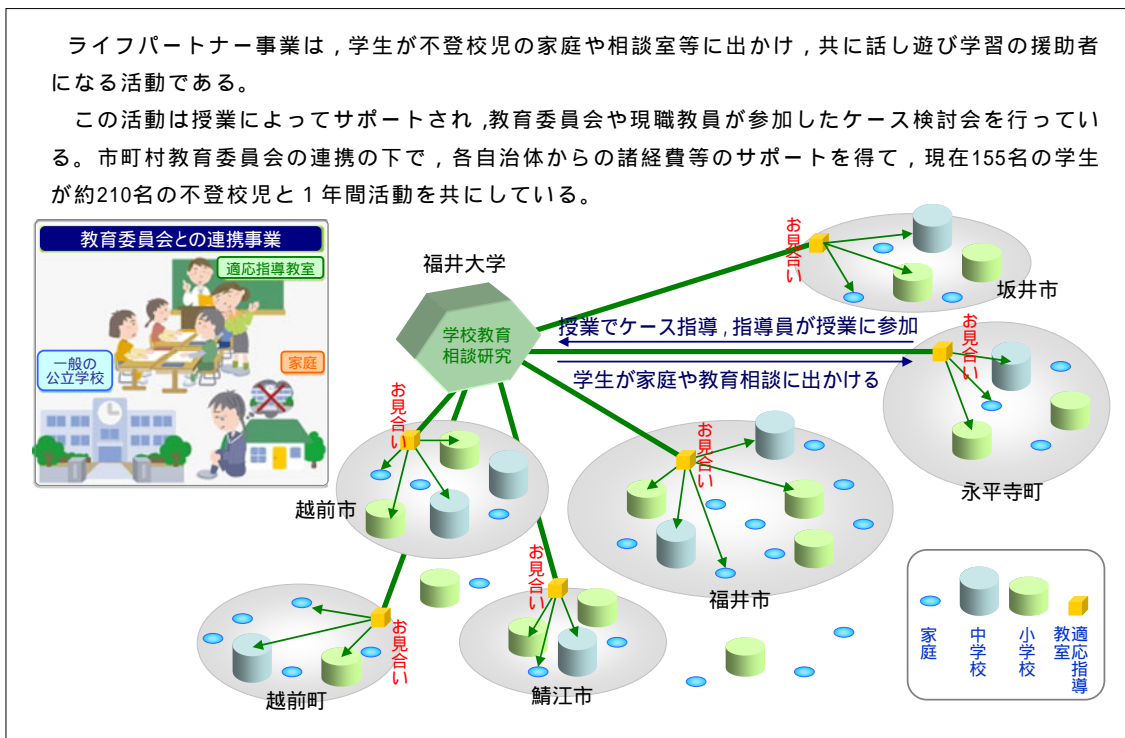 ライフパートナー事業は，学生が不登校児の家庭や相談室等に出かけ，共に話し遊び学習の援助者
になる活動である。
この活動は授業によってサポートされ，教育委員会や現職教員が参加したケース検討会を行ってい
る。市町村教育委員会の連携の下で，各自治体からの諸経費等のサポートを得て，現在155名の学生
が約210名の不登校児と１年間活動を共にしている。
教育委員会との連携事業
適応指導教室
一般の
公立学校
家庭
福井大学
学校教育
相談研究
お見合い
坂井市
授業でケース指導，指導員が授業に参加
学生が家庭や教育相談に出かける
お見合い
永平寺町
お見合い
越前市
お見合い
福井市
お見合い
越前町
お見合い
鯖江市
家庭
中学校
小学校
適応指導
教室